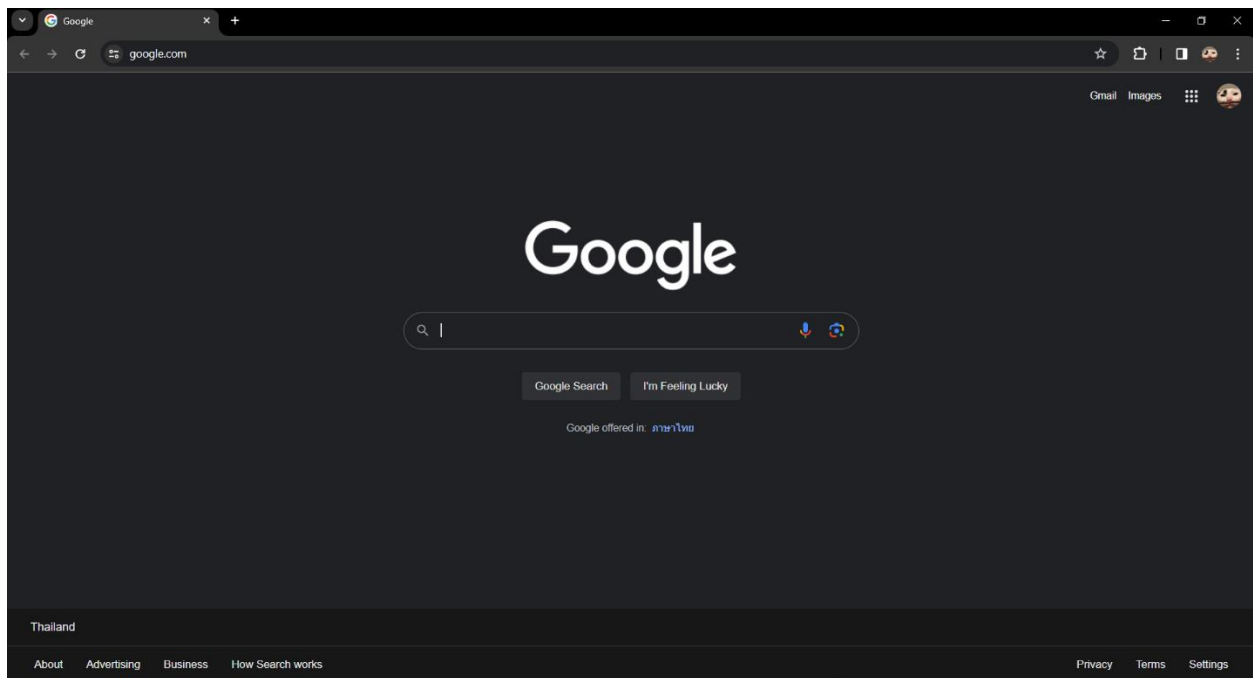 Google
google.com
Gmail Images
Google
Google Search I'm Feeling Lucky
Google offered in: ภาษาไทย
Thailand
About Advertising Business How Search works Privacy Terms Settings